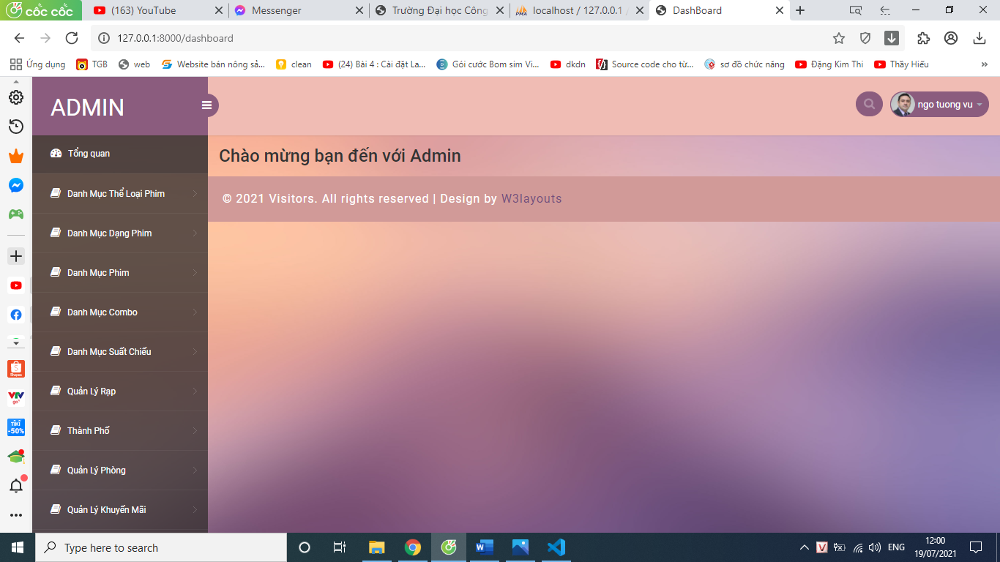 cốc cốc
(163) YouTube
Messenger
Trường Đại học Công
localhost / 127.0.0.1 /
DashBoard
127.0.0.1:8000/dashboard
Ứng dụng
TGB
web
Website bán nông sả...
clean
(24) Bài 4 : Cài đặt La...
Gói cước Bom sim Vi...
dkdn
Source code cho từ...
sơ đồ chức năng
Đặng Kim Thi
Thầy Hiếu
ADMIN
ngo tuong vu
Tổng quan
Danh Mục Thể Loại Phim
Danh Mục Dạng Phim
Danh Mục Phim
Danh Mục Combo
Danh Mục Suất Chiếu
Quản Lý Rạp
Thành Phố
Quản Lý Phòng
Quản Lý Khuyến Mãi
Chào mừng bạn đến với Admin
© 2021 Visitors. All rights reserved | Design by W3layouts
Shopee
VTV
go
TIKI
-50%
Type here to search
ENG
12:00
19/07/2021